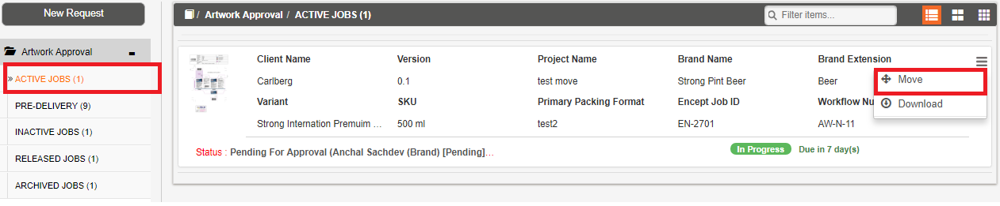 New Request
/ Artwork Approval / ACTIVE JOBS (1)
Filter items...
Artwork Approval
» ACTIVE JOBS (1)
PRE-DELIVERY (9)
INACTIVE JOBS (1)
RELEASED JOBS (1)
ARCHIVED JOBS (1)
Client Name Version Project Name Brand Name Brand Extension
Carlberg 0.1 test move Strong Pint Beer Beer
Variant SKU Primary Packing Format Encept Job ID Workflow Nu
Strong Internation Premuim ... 500 ml test2 EN-2701 AW-N-11
Move
Download
Status : Pending For Approval (Anchal Sachdev (Brand) [Pending]...
In Progress Due in 7 day(s)